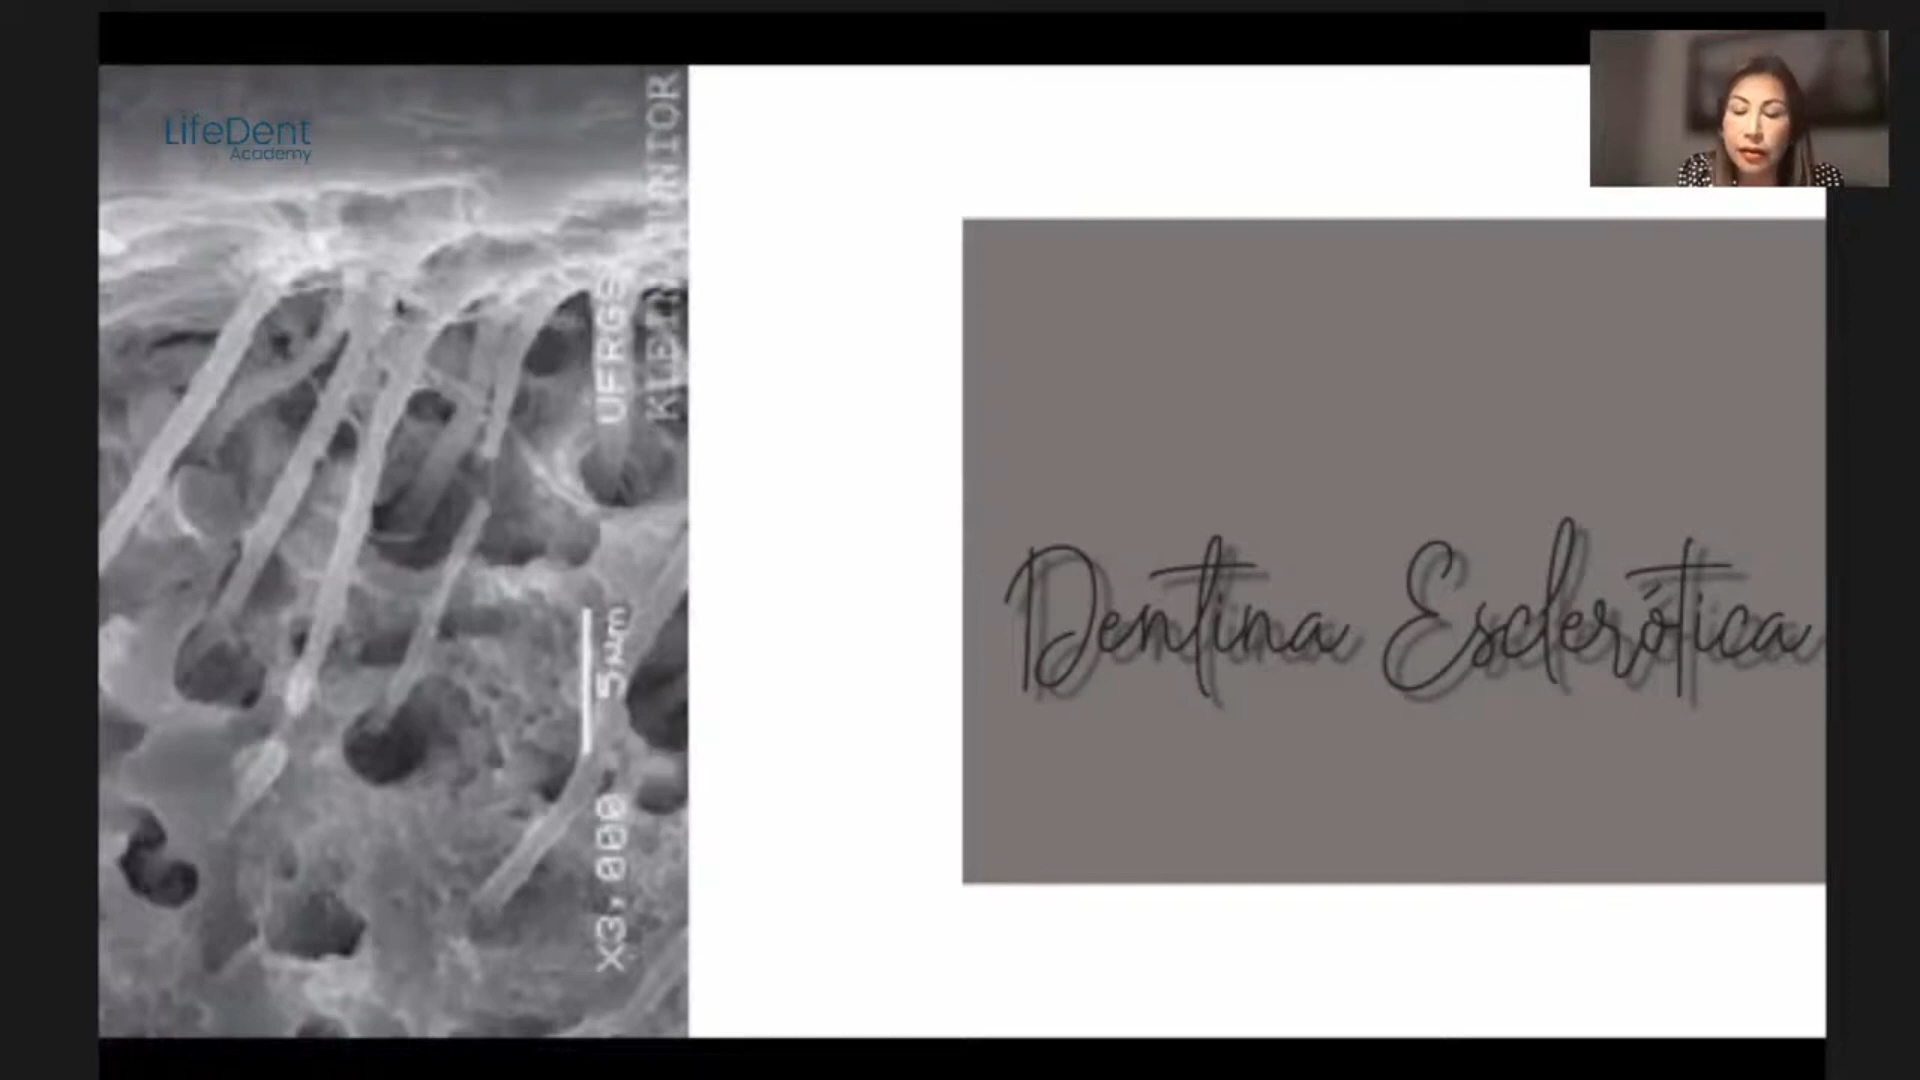 LifeDent
Academy
UFRGS
X3,000 5µm
Dentina Esclerótica